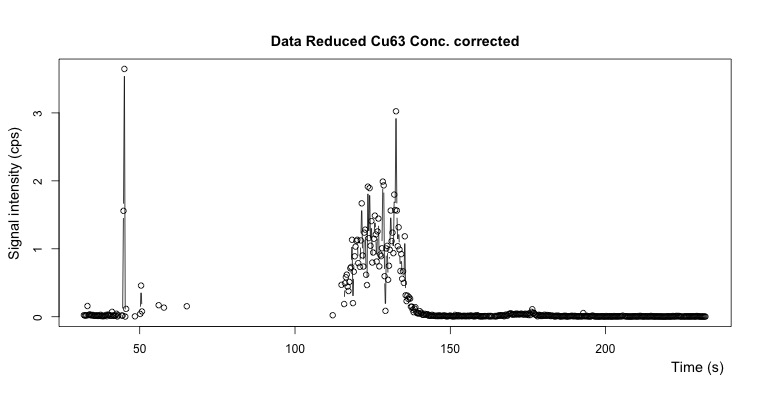 Data Reduced Cu63 Conc. corrected
Signal intensity (cps)
3
2
1
0
50 100 150 200
Time (s)